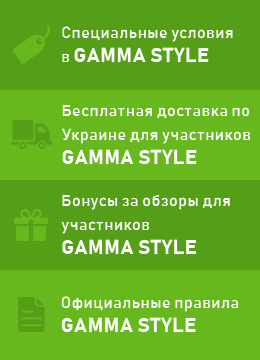 Специальные условия
в GAMMA STYLE
Бесплатная доставка по
Украине для участников
GAMMA STYLE
Бонусы за обзоры для
участников
GAMMA STYLE
Официальные правила
GAMMA STYLE